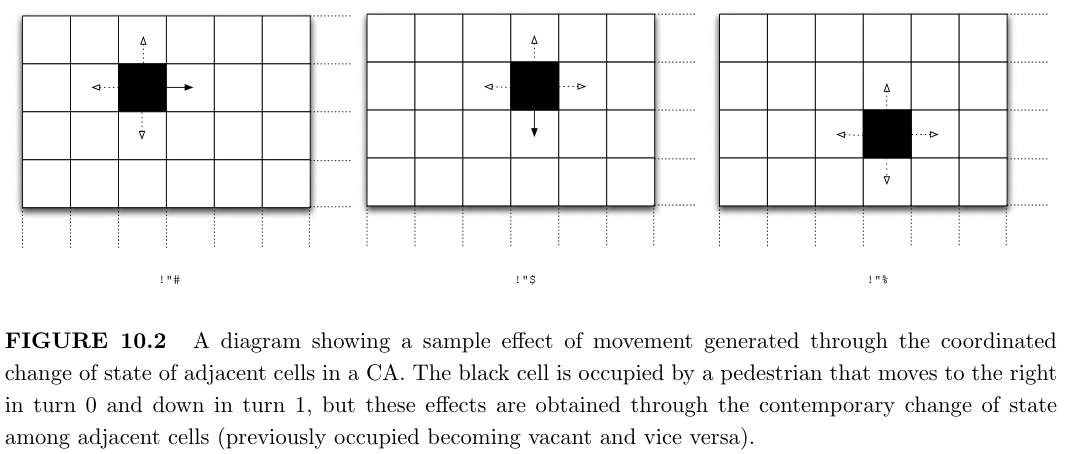 !"# !"$ !"%
FIGURE 10.2 A diagram showing a sample effect of movement generated through the coordinated
change of state of adjacent cells in a CA. The black cell is occupied by a pedestrian that moves to the right
in turn 0 and down in turn 1, but these effects are obtained through the contemporary change of state
among adjacent cells (previously occupied becoming vacant and vice versa).